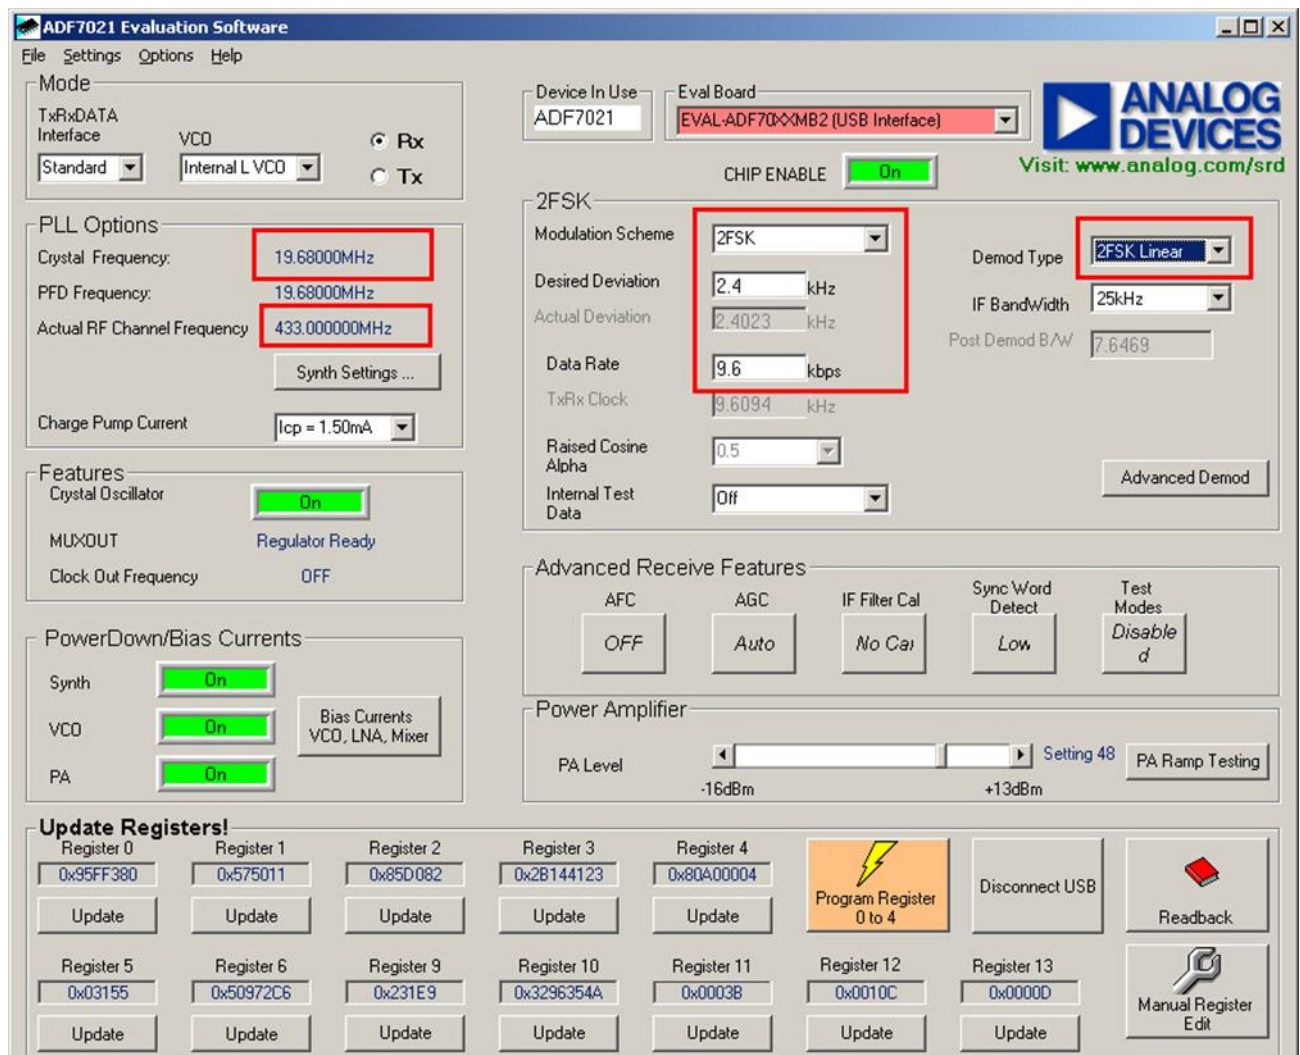 ADF7021 Evaluation Software
File Settings Options Help
Mode
TxRxDATA
Interface
VCO
Standard
Internal L VCO
Rx
Tx
Device In Use
ADF7021
Eval Board
EVAL-ADF70XXMB2 (USB Interface)
ANALOG
DEVICES
Visit: www.analog.com/srd
CHIP ENABLE On
PLL Options
Crystal Frequency: 19.68000MHz
PFD Frequency: 19.68000MHz
Actual RF Channel Frequency 433.000000MHz
Synth Settings ...
Charge Pump Current Icp = 1.50mA
2FSK
Modulation Scheme 2FSK
Desired Deviation 2.4 kHz
Actual Deviation 2.4023 kHz
Data Rate 9.6 kbps
TxRx Clock 9.6094 kHz
Raised Cosine
Alpha
0.5
Internal Test
Data
Off
Demod Type 2FSK Linear
IF BandWidth 25kHz
Post Demod B/W 7.6469
Advanced Demod
Features
Crystal Oscillator On
MUXOUT Regulator Ready
Clock Out Frequency OFF
Advanced Receive Features
AFC
OFF
AGC
Auto
IF Filter Cal
No Cal
Sync Word
Detect
Low
Test
Modes
Disable
d
PowerDown/Bias Currents
Synth On
VCO On
PA On
Bias Currents
VCO, LNA, Mixer
Power Amplifier
PA Level
-16dBm +13dBm
Setting 48
PA Ramp Testing
Update Registers!
Register 0 Register 1 Register 2 Register 3 Register 4
0x95FF380 0x575011 0x85D082 0x2B144123 0x80A00004
Update Update Update Update Update
Program Register
0 to 4
Disconnect USB
Readback
Register 5 Register 6 Register 9 Register 10 Register 11 Register 12 Register 13
0x03155 0x50972C6 0x231E9 0x3296354A 0x0003B 0x0010C 0x0000D
Update Update Update Update Update Update Update
Manual Register
Edit